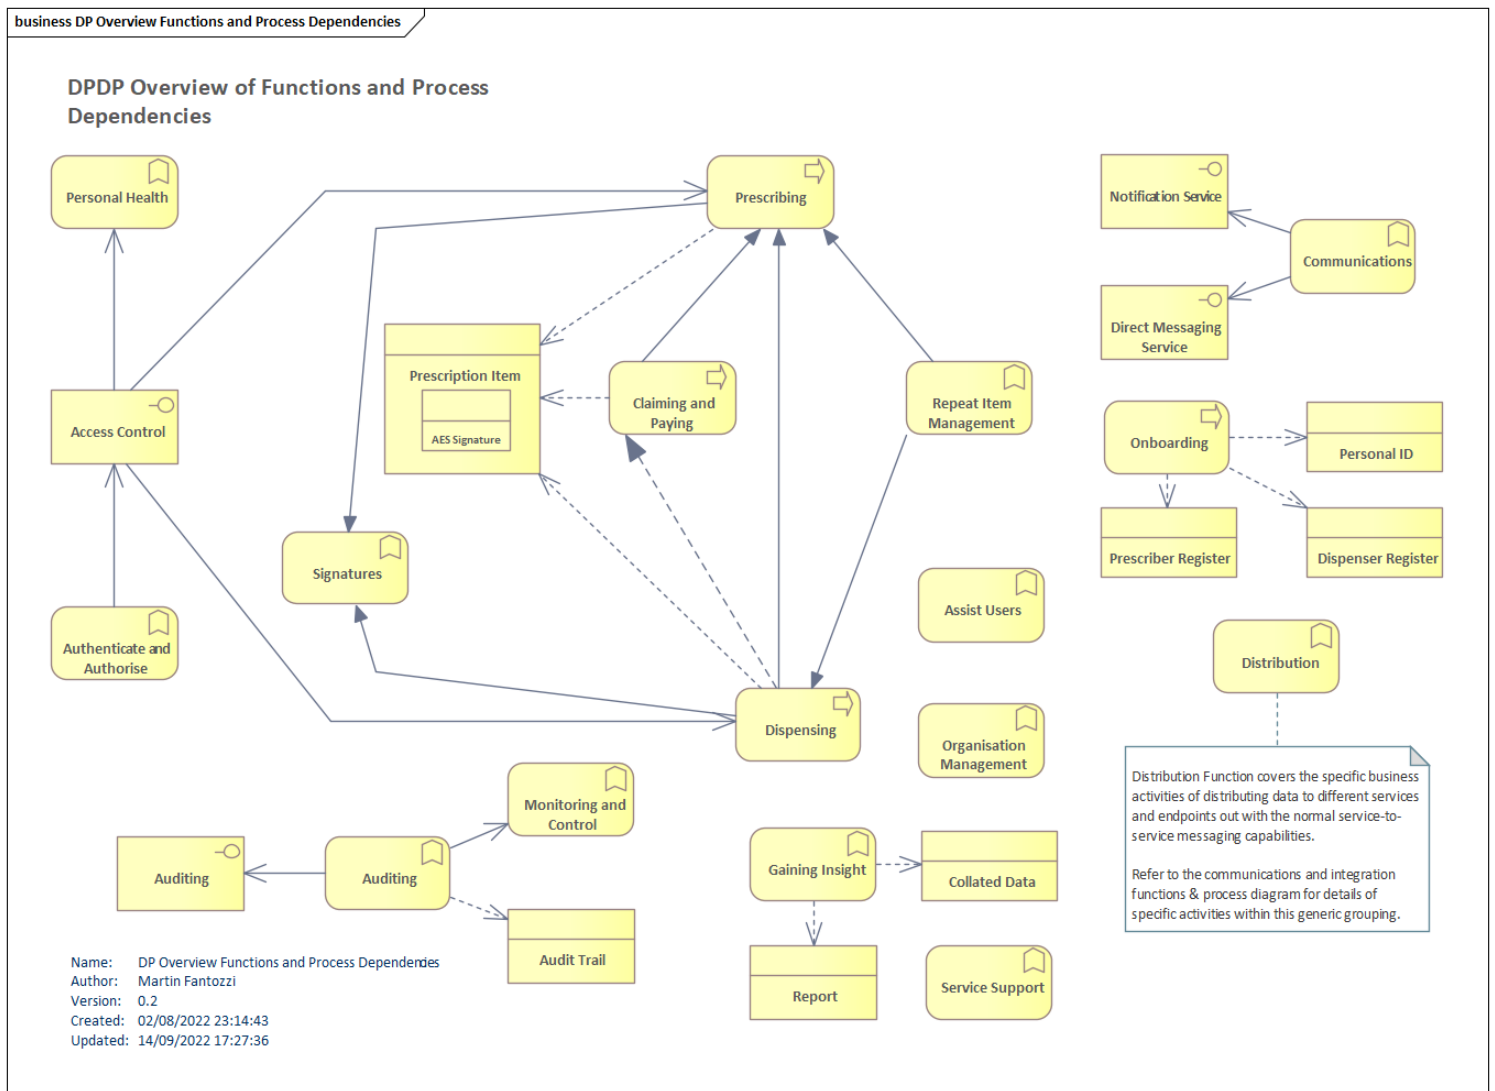 business DP Overview Functions and Process Dependencies
DPDP Overview of Functions and Process
Dependencies
Personal Health
Prescribing
Notification Service
Communications
Direct Messaging
Service
Prescription Item
AES Signature
Claiming and
Paying
Repeat Item
Management
Access Control
Onboarding
Personal ID
Prescriber Register
Dispenser Register
Signatures
Assist Users
Authenticate and
Authorise
Distribution
Dispensing
Organisation
Management
Distribution Function covers the specific business
activities of distributing data to different services
and endpoints out with the normal service-to-
service messaging capabilities.
Refer to the communications and integration
functions & process diagram for details of
specific activities within this generic grouping.
Monitoring and
Control
Auditing
Auditing
Audit Trail
Gaining Insight
Collated Data
Report
Service Support
Name: DP Overview Functions and Process Dependencies
Author: Martin Fantozzi
Version: 0.2
Created: 02/08/2022 23:14:43
Updated: 14/09/2022 17:27:36